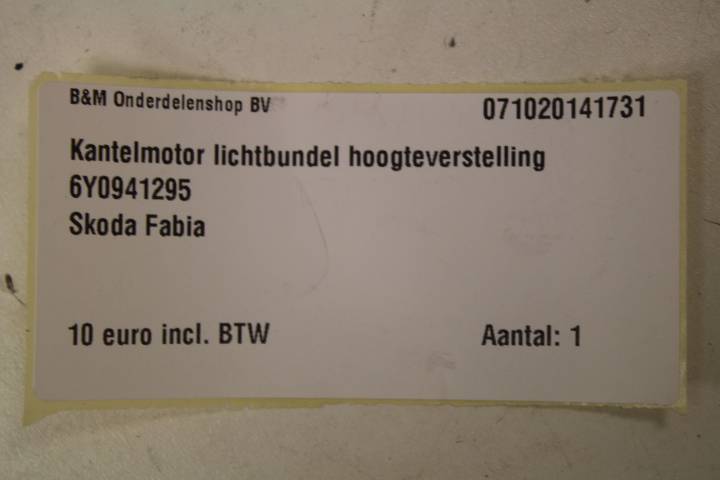 B&M Onderdelenshop BV 071020141731
Kantelmotor lichtbundel hoogteverstelling
6Y0941295
Skoda Fabia
10 euro incl. BTW Aantal: 1